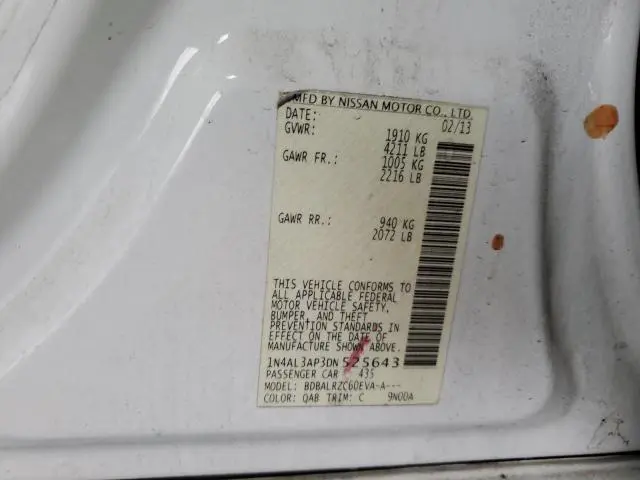 MFD BY NISSAN MOTOR CO., LTD.
DATE: 02/13
GVWR: 1910 KG
4211 LB
GAWR FR.: 1005 KG
2216 LB
GAWR RR.: 940 KG
2072 LB
THIS VEHICLE CONFORMS TO
ALL APPLICABLE FEDERAL
MOTOR VEHICLE SAFETY,
BUMPER, AND THEFT
PREVENTION STANDARDS IN
EFFECT ON THE DATE OF
MANUFACTURE SHOWN ABOVE.
1N4AL3AP3DN525643
PASSENGER CAR 435
MODEL: BDBALRZC60EVA-A---
COLOR: QAB TRIM: C 9N00A